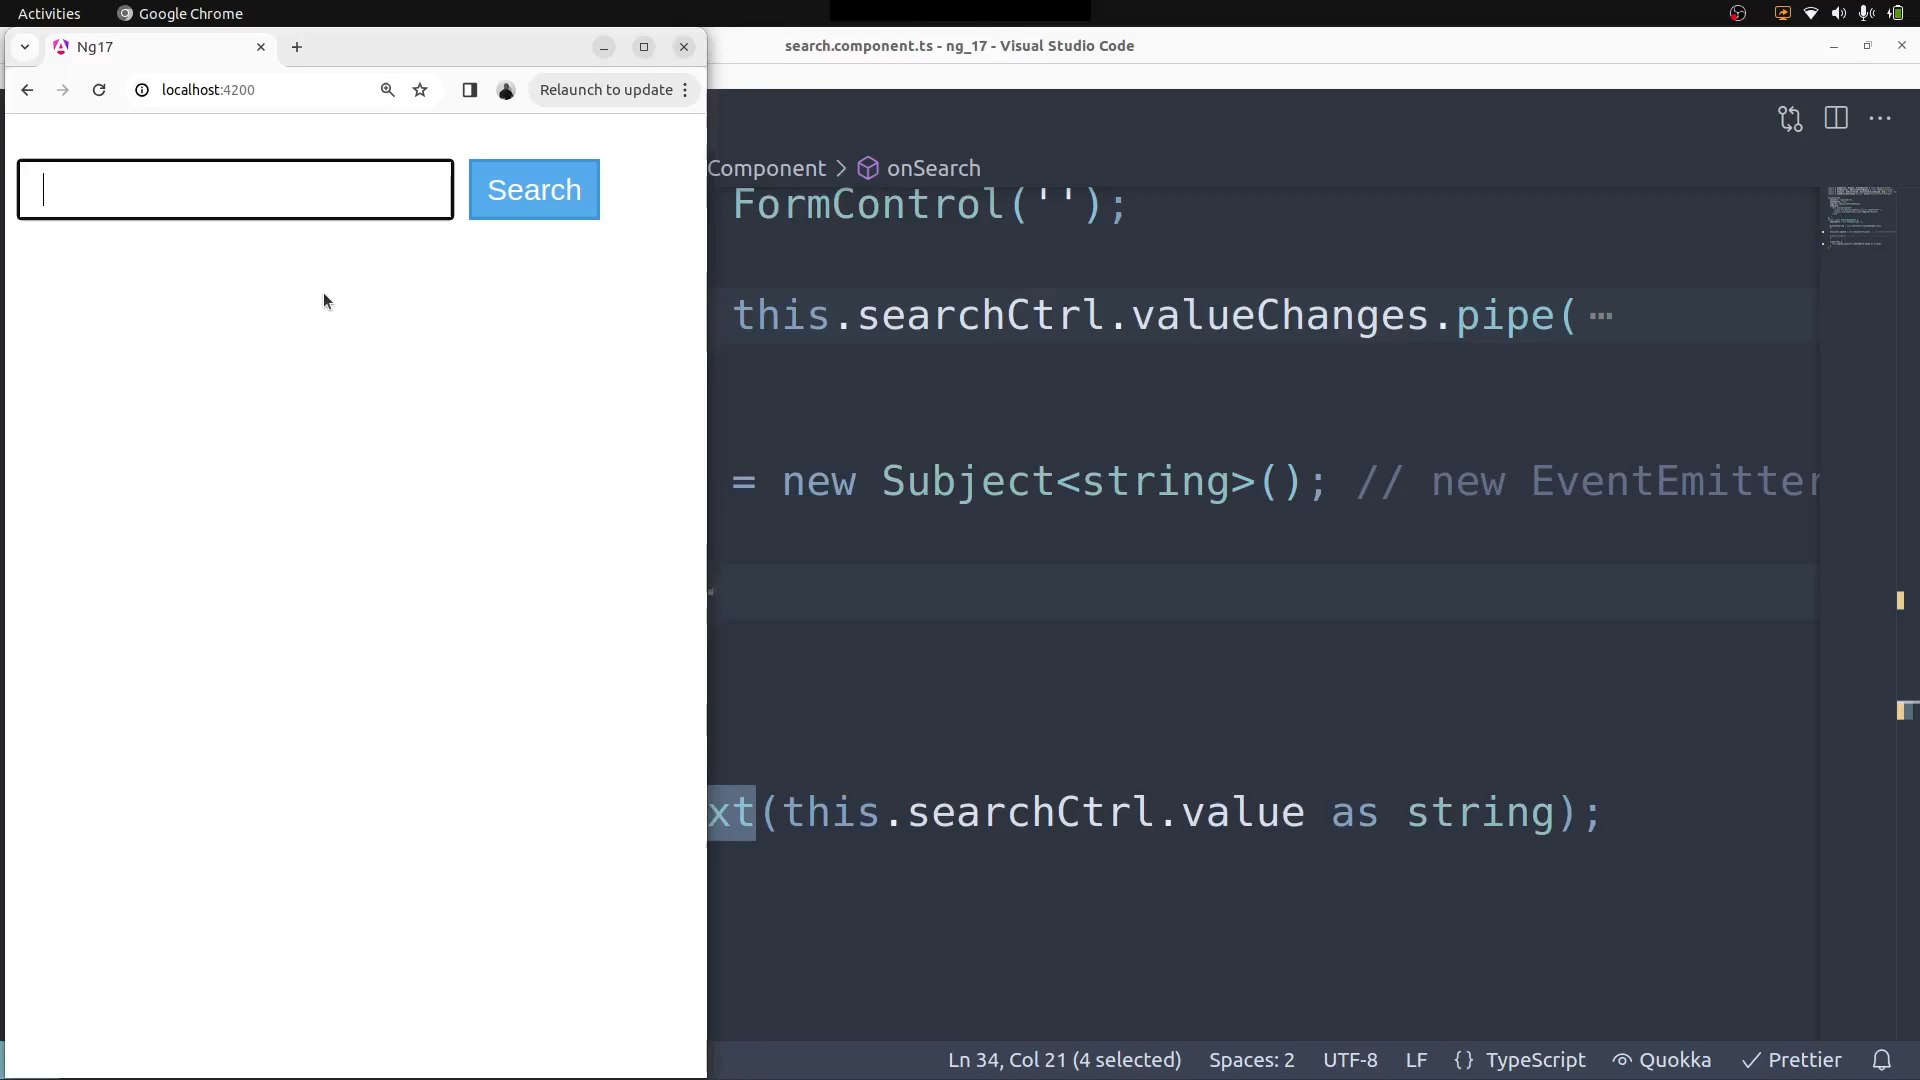 Activities
Google Chrome
Ng17
search.component.ts - ng_17 - Visual Studio Code
localhost:4200
Relaunch to update
Search
Component > onSearch
FormControl('');
this.searchCtrl.valueChanges.pipe(
= new Subject<string>(); // new EventEmitter
xt(this.searchCtrl.value as string);
Ln 34, Col 21 (4 selected)
Spaces: 2
UTF-8
LF
{ } TypeScript
Quokka
Prettier